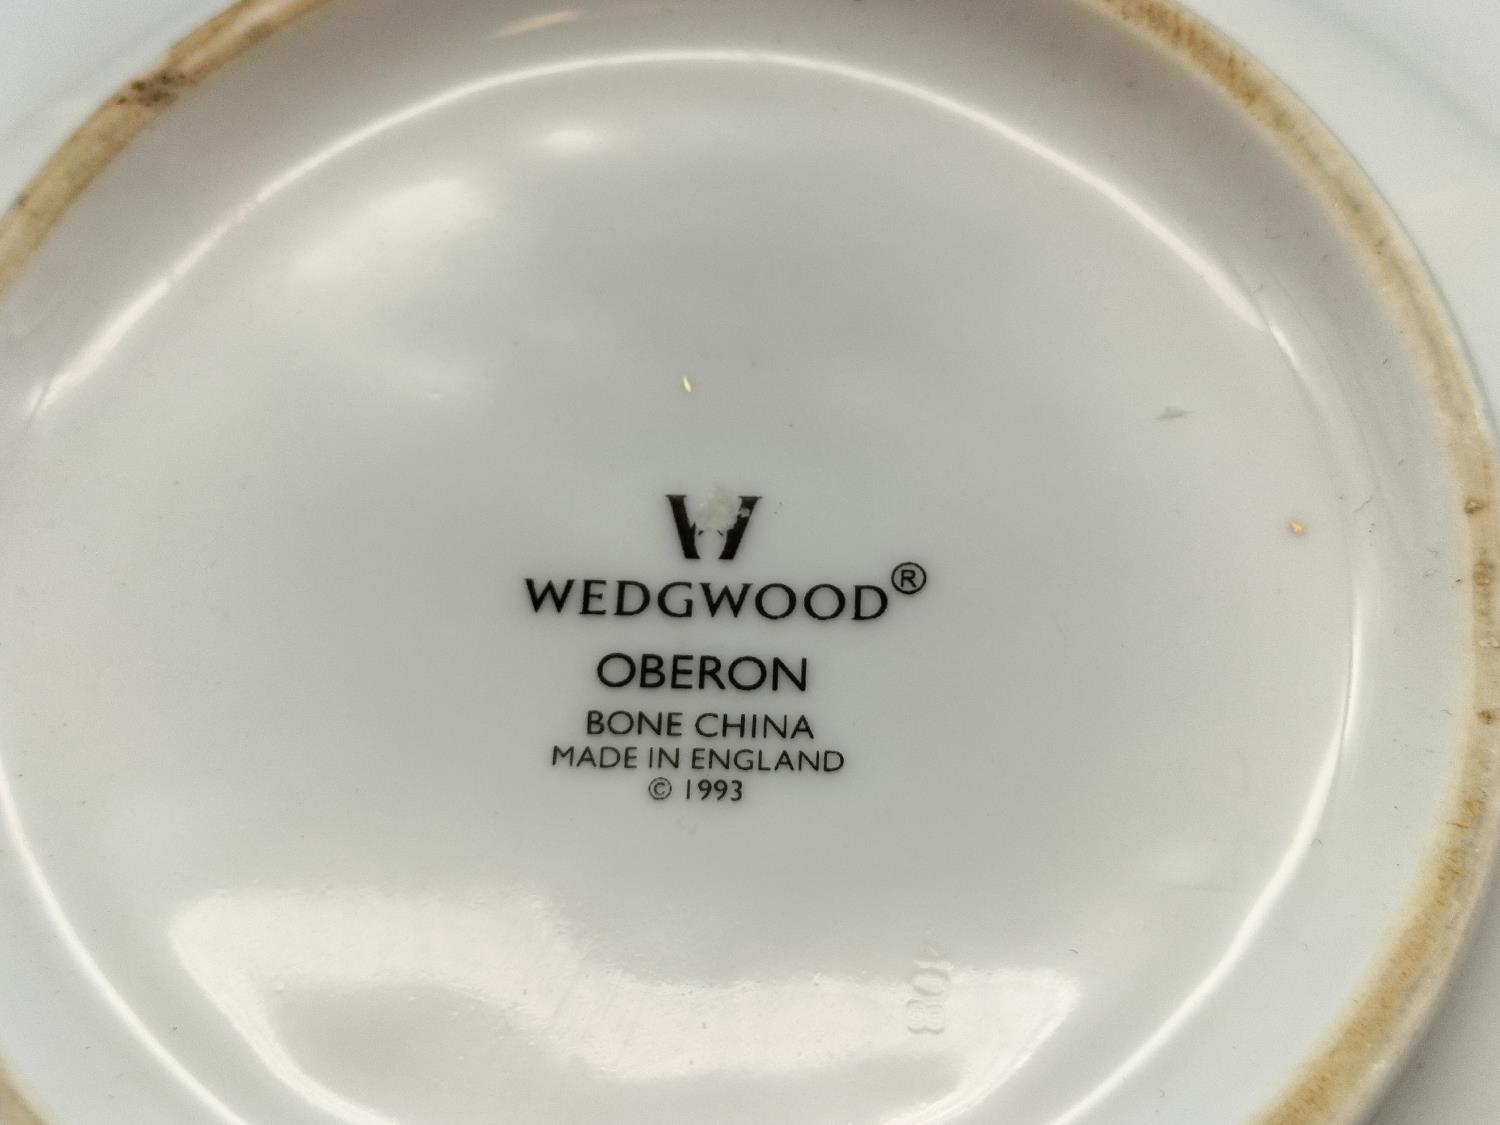 W
WEDGWOOD®
OBERON
BONE CHINA
MADE IN ENGLAND
© 1993